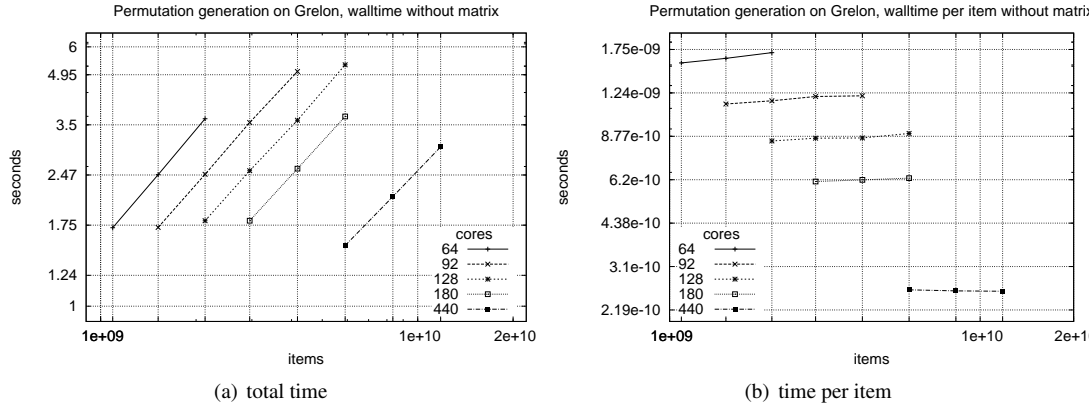 Permutation generation on Grelon, walltime without matrix
6
4.95
3.5
2.47
1.75
1.24
1
seconds
cores
64
92
128
180
440
1e+09
1e+10
2e+10
items
(a) total time
Permutation generation on Grelon, walltime per item without matrix
1.75e-09
1.24e-09
8.77e-10
6.2e-10
4.38e-10
3.1e-10
2.19e-10
seconds
cores
64
92
128
180
440
1e+09
1e+10
2e+10
items
(b) time per item